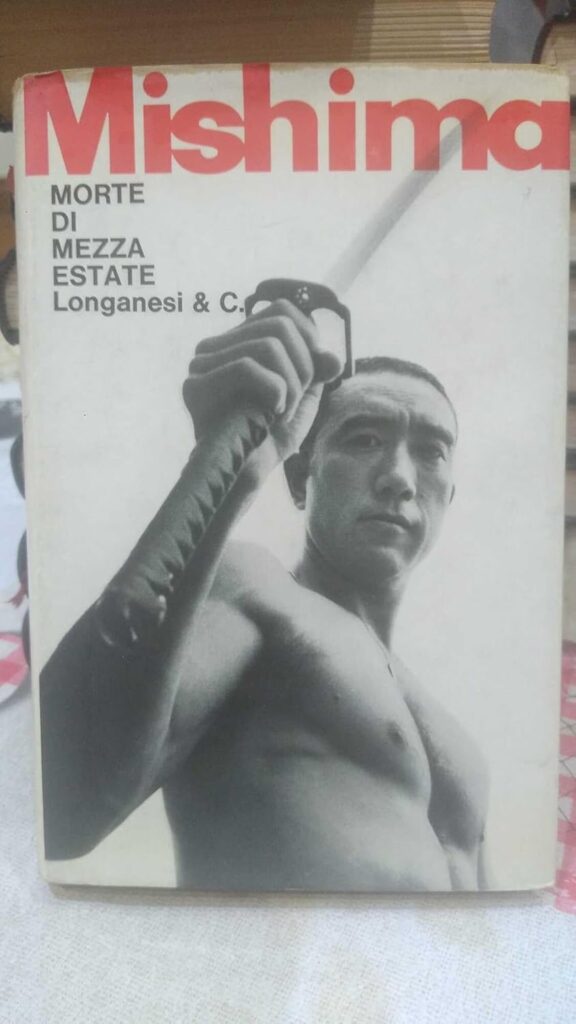 Mishima
MORTE
DI
MEZZA
ESTATE
Longanesi & C.